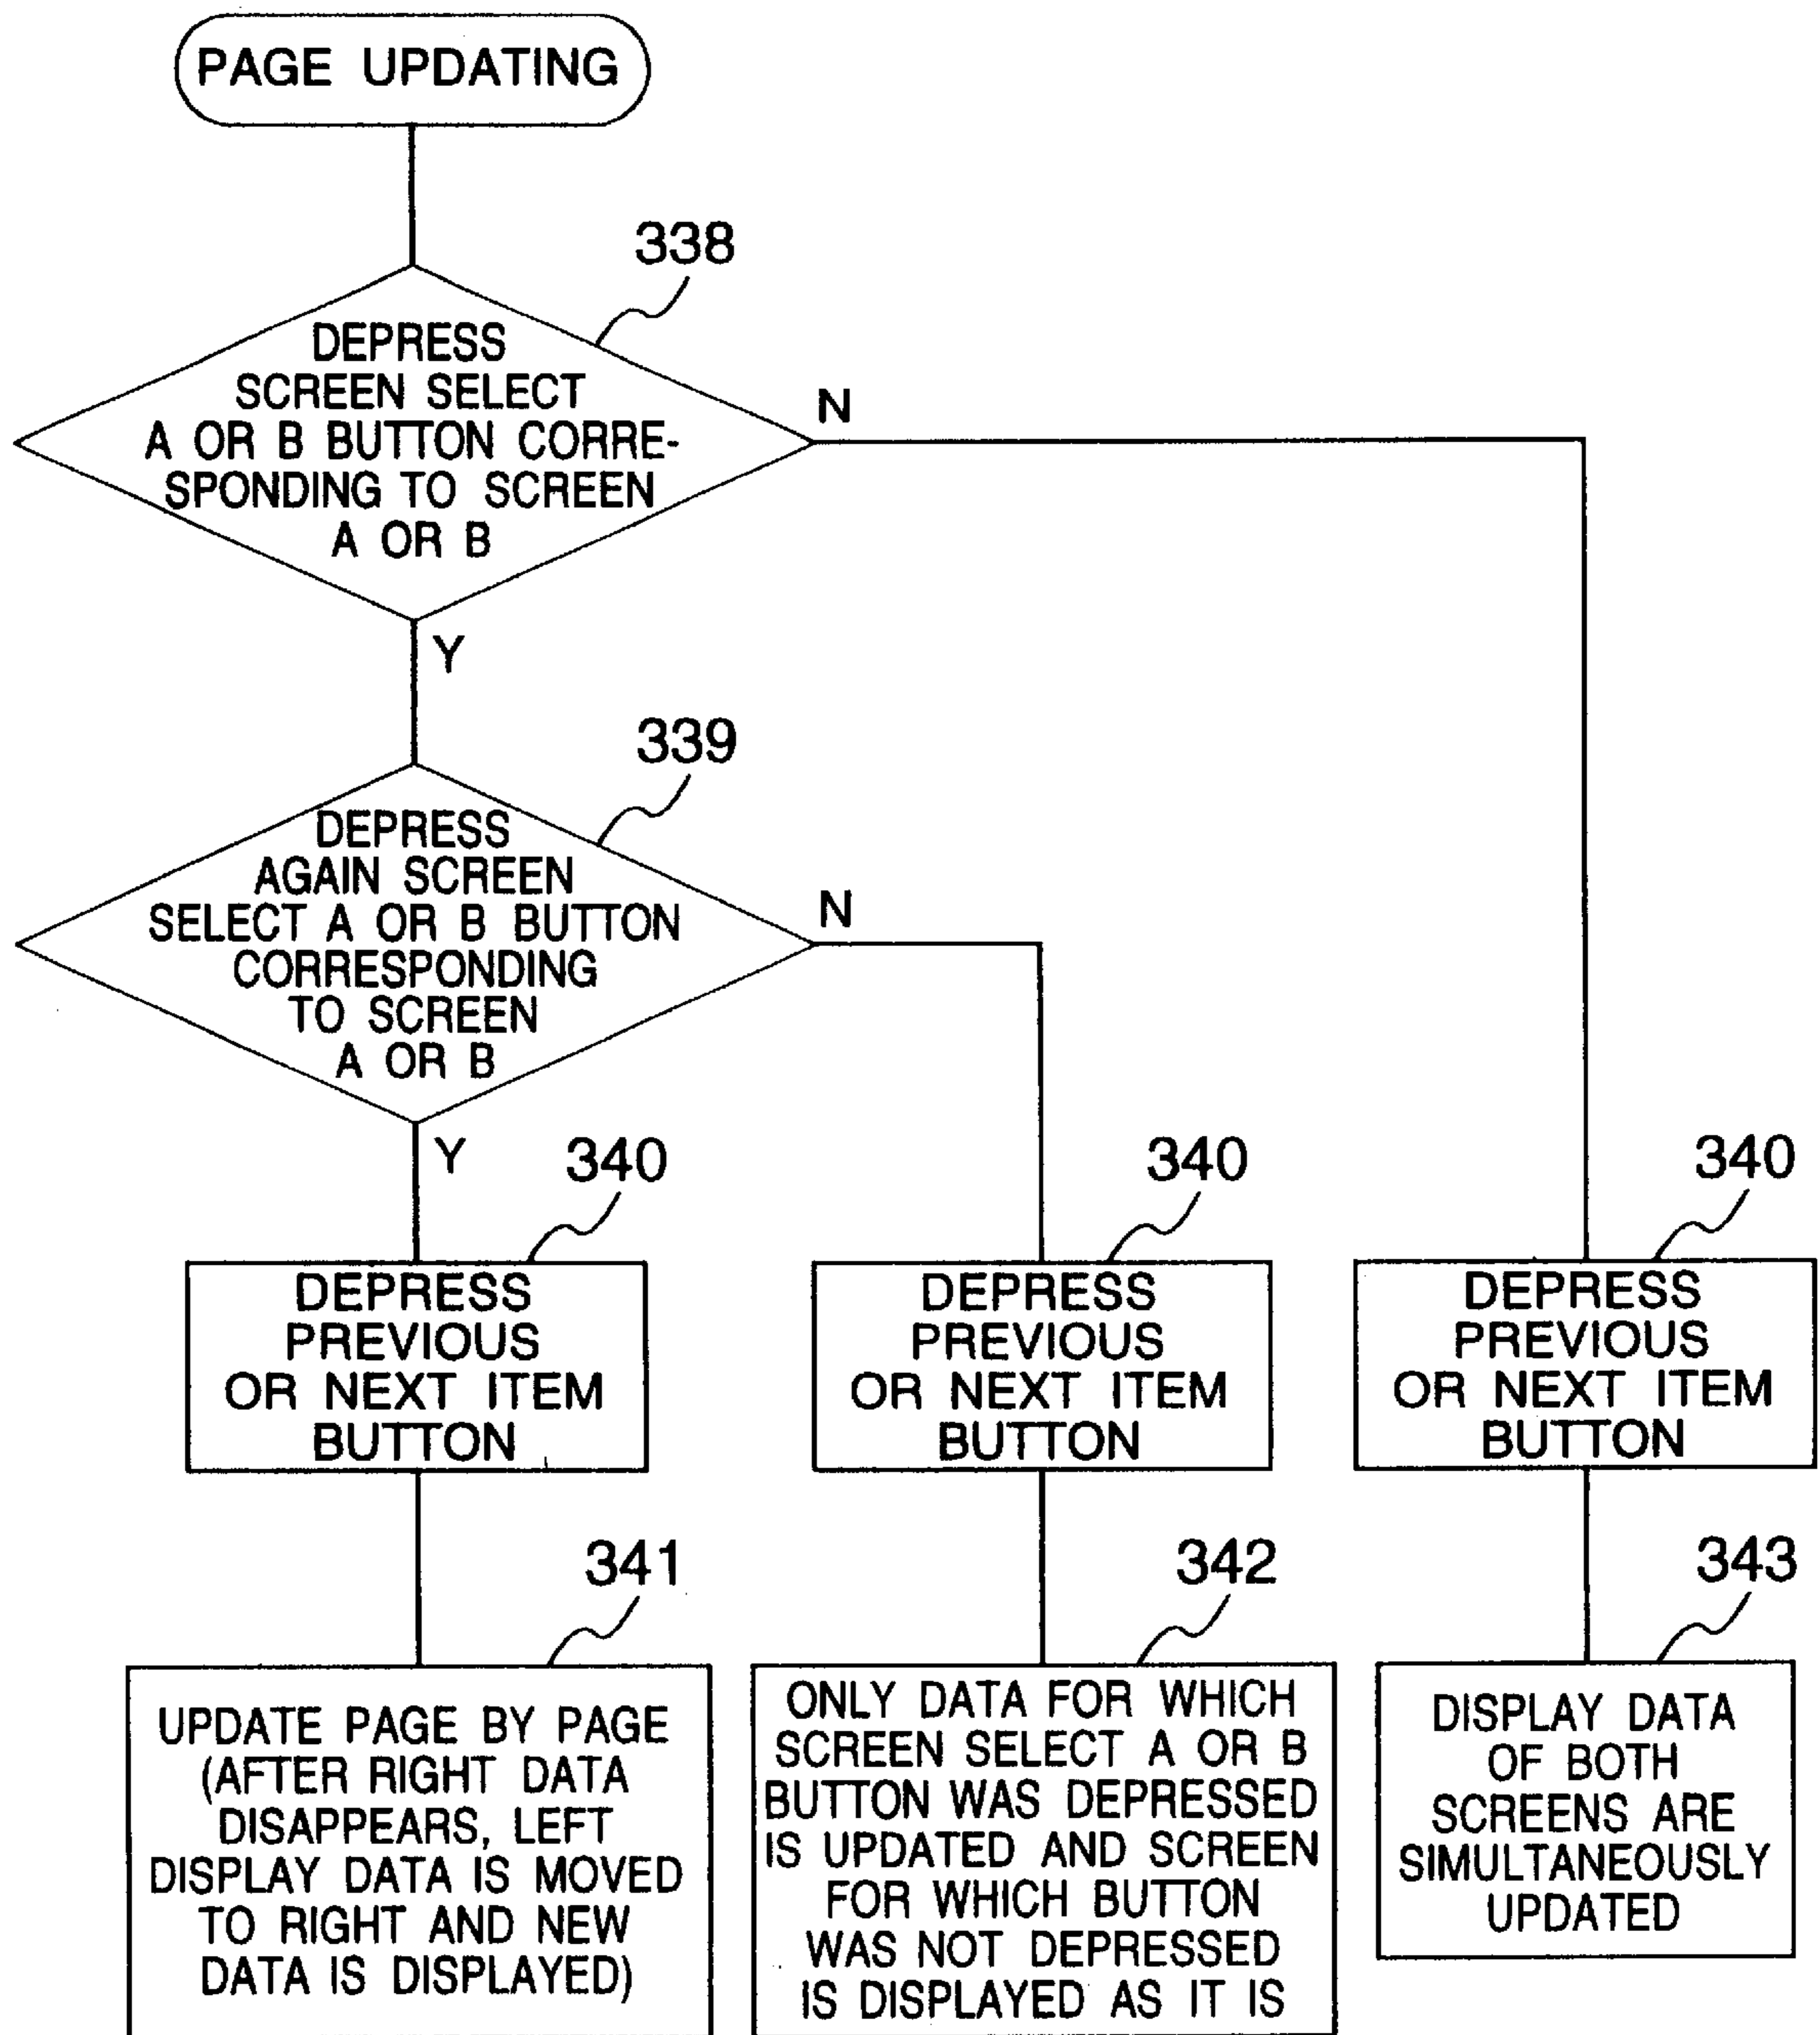 PAGE UPDATING
338
DEPRESS
SCREEN SELECT
A OR B BUTTON CORRE-
SPONDING TO SCREEN
A OR B
N
Y
339
DEPRESS
AGAIN SCREEN
SELECT A OR B BUTTON
CORRESPONDING
TO SCREEN
A OR B
N
Y
340
DEPRESS
PREVIOUS
OR NEXT ITEM
BUTTON
340
DEPRESS
PREVIOUS
OR NEXT ITEM
BUTTON
340
DEPRESS
PREVIOUS
OR NEXT ITEM
BUTTON
341
UPDATE PAGE BY PAGE
(AFTER RIGHT DATA
DISAPPEARS, LEFT
DISPLAY DATA IS MOVED
TO RIGHT AND NEW
DATA IS DISPLAYED)
342
ONLY DATA FOR WHICH
SCREEN SELECT A OR B
BUTTON WAS DEPRESSED
IS UPDATED AND SCREEN
FOR WHICH BUTTON
WAS NOT DEPRESSED
IS DISPLAYED AS IT IS
343
DISPLAY DATA
OF BOTH
SCREENS ARE
SIMULTANEOUSLY
UPDATED